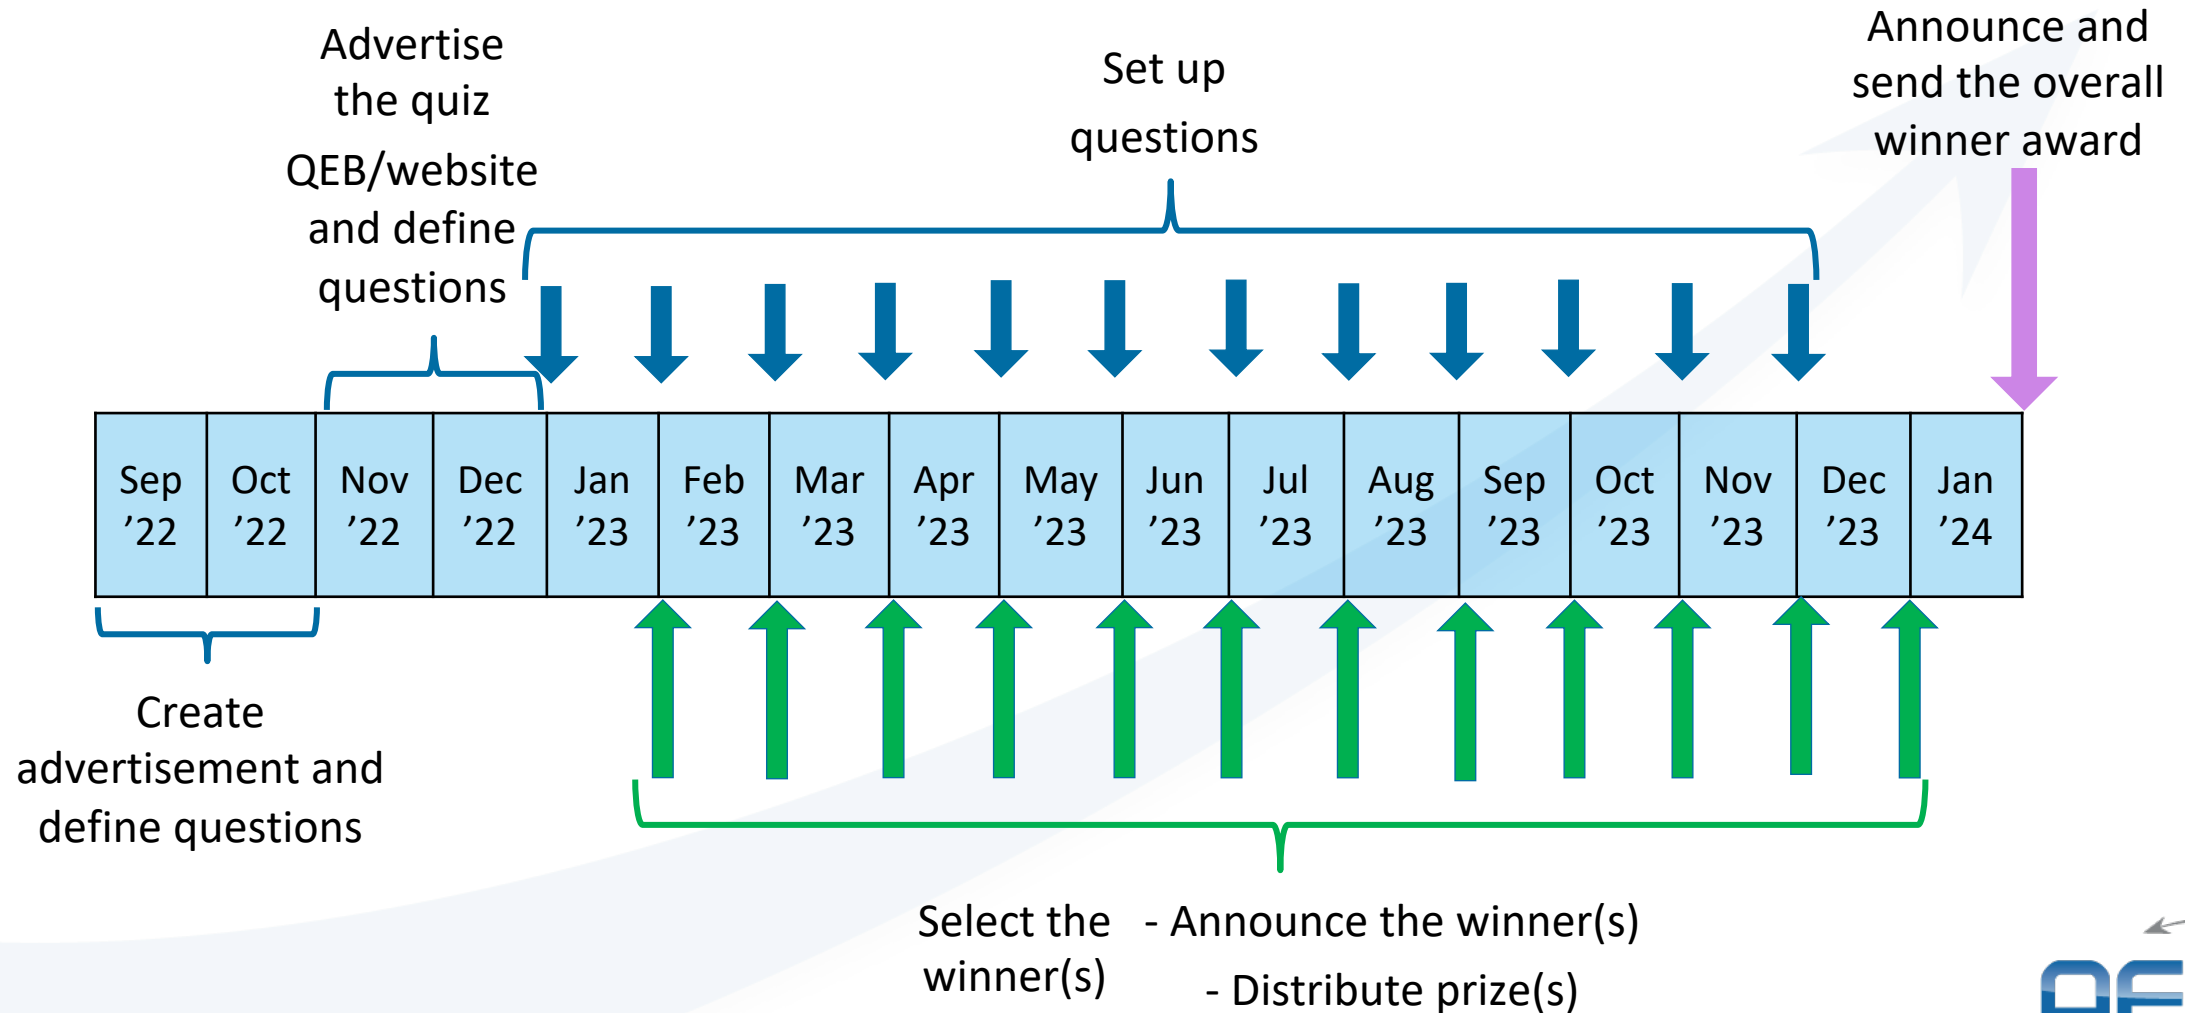 Advertise
the quiz
QEB/website
and define
questions
Set up
questions
Announce and
send the overall
winner award
Sep Oct Nov Dec Jan Feb Mar Apr May Jun Jul Aug Sep Oct Nov Dec Jan
’22 ’22 ’22 ’22 ’23 ’23 ’23 ’23 ’23 ’23 ’23 ’23 ’23 ’23 ’23 ’23 ’24
Create
advertisement and
define questions
Select the
winner(s)
- Announce the winner(s)
- Distribute prize(s)